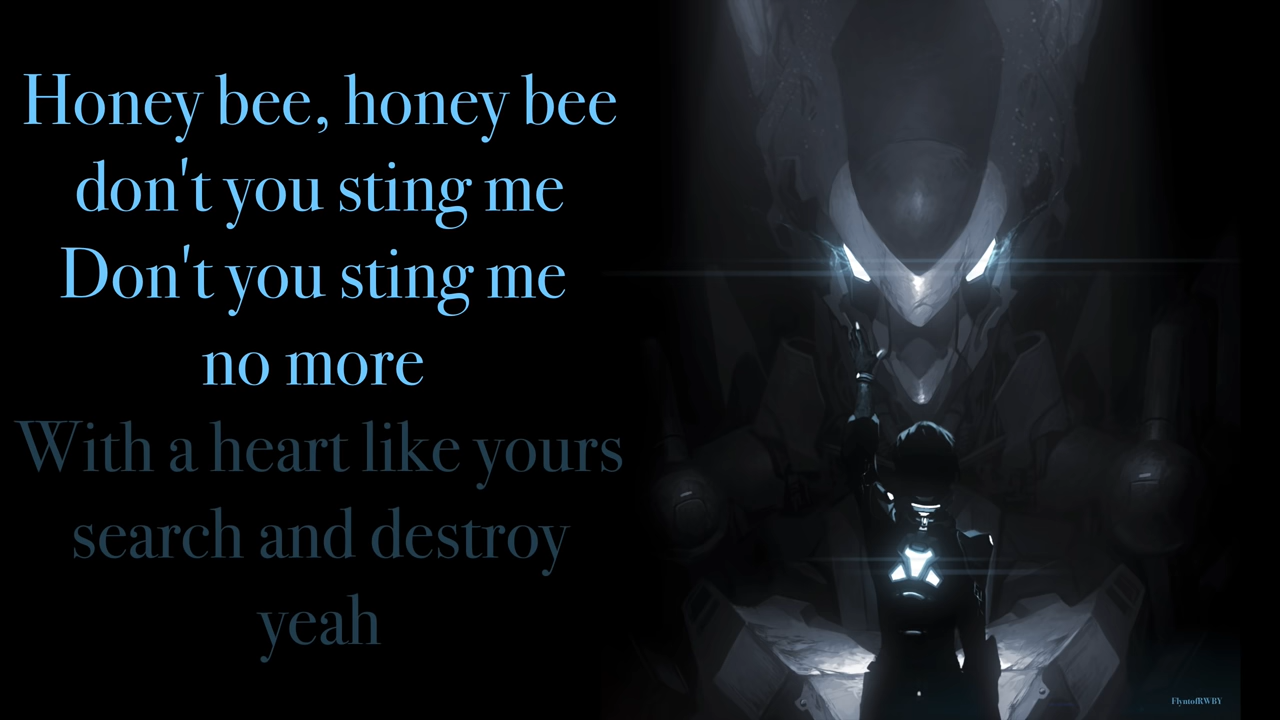 Honey bee, honey bee
don't you sting me
Don't you sting me
no more
With a heart like yours
search and destroy
yeah
FlyntofRWBY